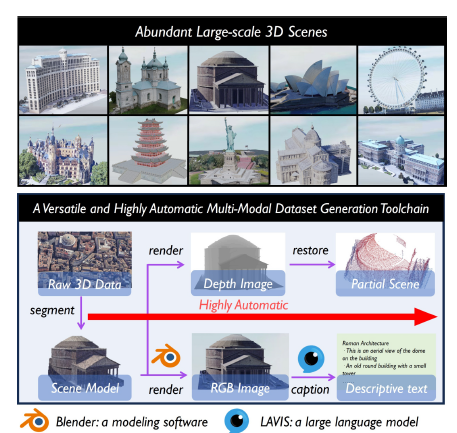 Abundant Large-scale 3D Scenes
A Versatile and Highly Automatic Multi-Modal Dataset Generation Toolchain
render
restore
Raw 3D Data
Depth Image
Partial Scene
segment
Highly Automatic
Roman Architecture
- This is an aerial view of the dome
on the building
- An old round building with a small
tower
Scene Model
render
RGB Image
caption
Descriptive text
Blender: a modeling software
LAVIS: a large language model